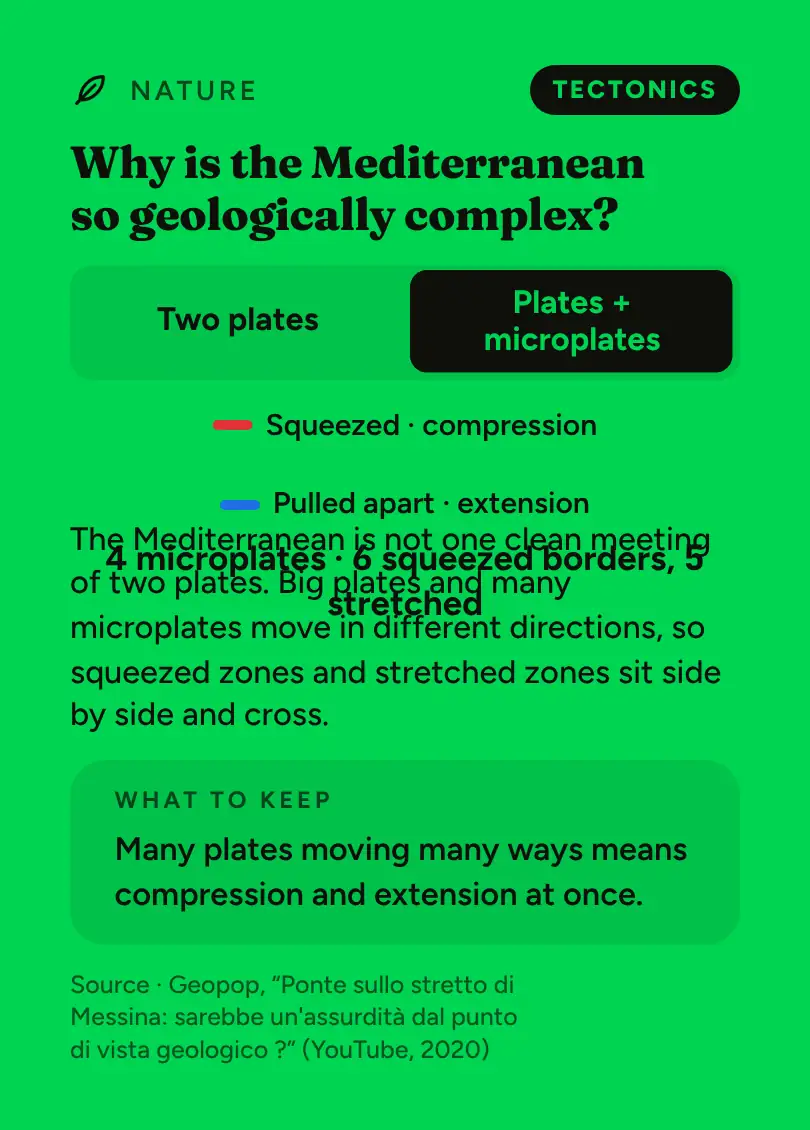 NATURE
TECTONICS
Why is the Mediterranean
so geologically complex?
Two plates
Plates +
microplates
Squeezed · compression
Pulled apart · extension
The Mediterranean is not one clean meeting
4 microplates · 6 squeezed borders, 5
of two plates. Big plates and many
stretched
microplates move in different directions, so
squeezed zones and stretched zones sit side
by side and cross.
WHAT TO KEEP
Many plates moving many ways means
compression and extension at once.
Source · Geopop, “Ponte sullo stretto di
Messina: sarebbe un'assurdità dal punto
di vista geologico ?” (YouTube, 2020)